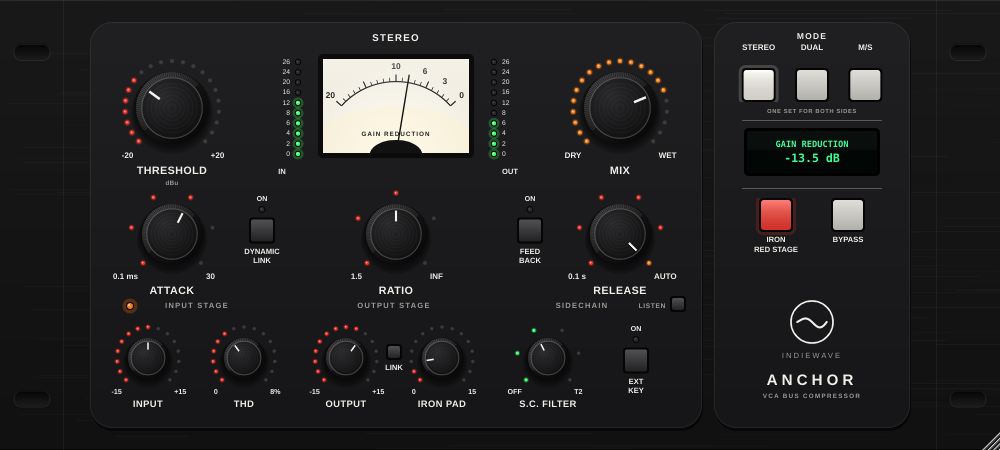 STEREO
MODE
STEREO DUAL M/S
26 26
24 24
20 20
16 16
12 12
8 8
6 6
4 4
2 2
0 0
20 10 6 3 0
GAIN REDUCTION
ONE SET FOR BOTH SIDES
GAIN REDUCTION
-13.5 dB
-20 +20
THRESHOLD
dBu
IN
OUT
DRY WET
MIX
ON
DYNAMIC
LINK
ON
FEED
BACK
IRON
RED STAGE
BYPASS
0.1 ms 30
ATTACK
1.5 INF
RATIO
0.1 s AUTO
RELEASE
INPUT STAGE
OUTPUT STAGE
SIDECHAIN
LISTEN
-15 +15
INPUT
0 8%
THD
-15 +15
OUTPUT
LINK
0 15
IRON PAD
OFF T2
S.C. FILTER
ON
EXT
KEY
INDIEWAVE
ANCHOR
VCA BUS COMPRESSOR